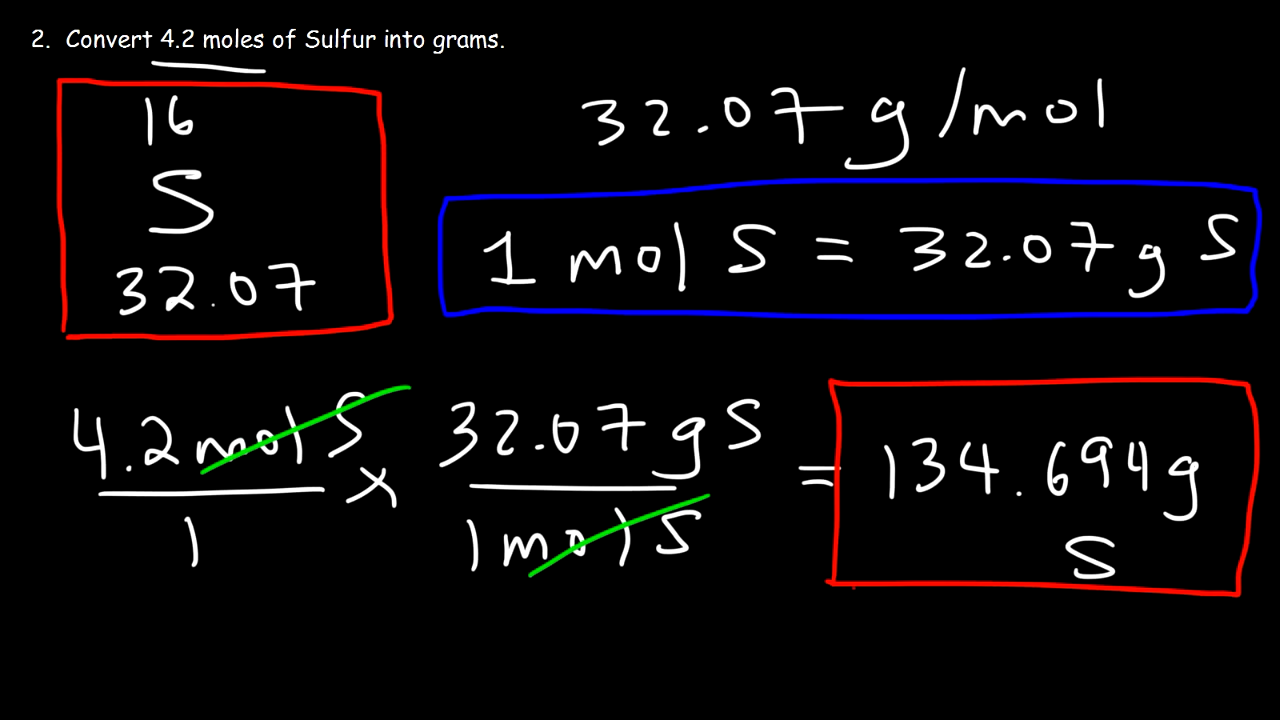 2. Convert 4.2 moles of Sulfur into grams.
16
S
32.07
32.07 g/mol
1 mol S = 32.07 g S
4.2 mol S / 1 × 32.07 g S / 1 mol S = 134.694 g S